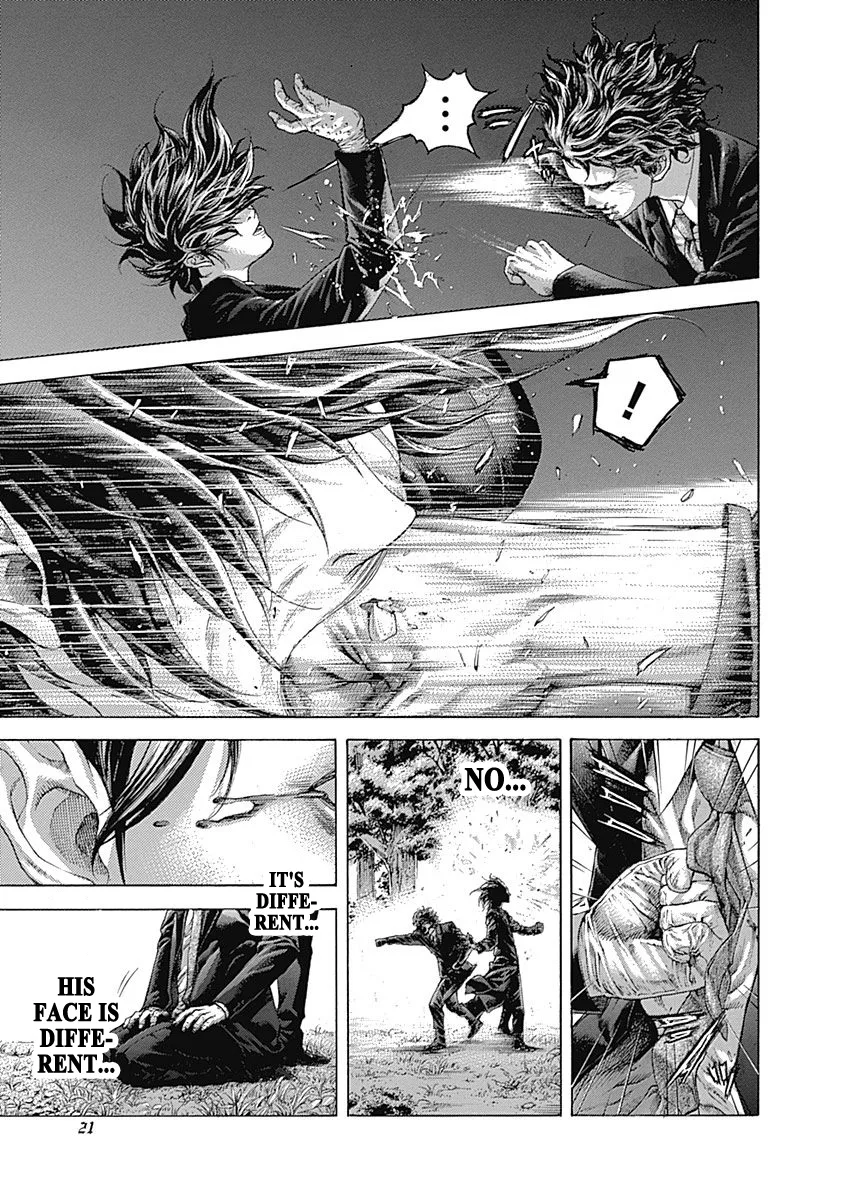 ...
!
NO...
IT'S
DIFFE-
RENT...
HIS
FACE IS
DIFFE-
RENT...
21